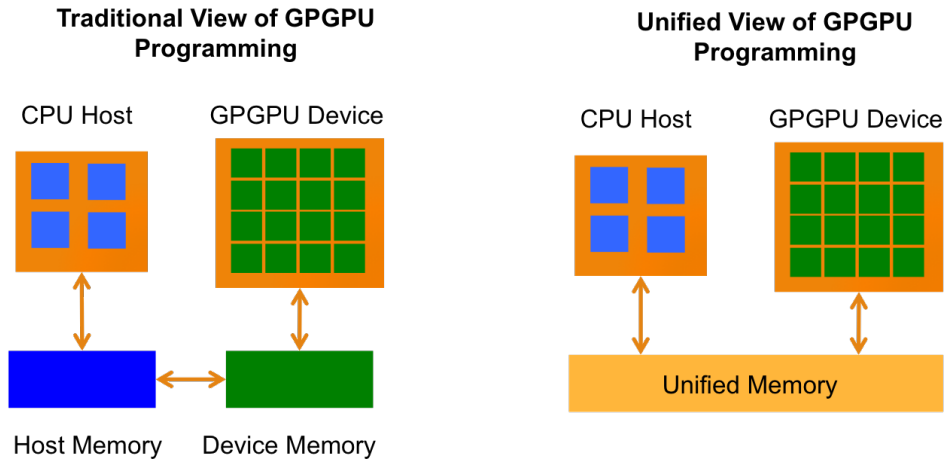 Traditional View of GPGPU
Programming
CPU Host
GPGPU Device
Host Memory
Device Memory
Unified View of GPGPU
Programming
CPU Host
GPGPU Device
Unified Memory